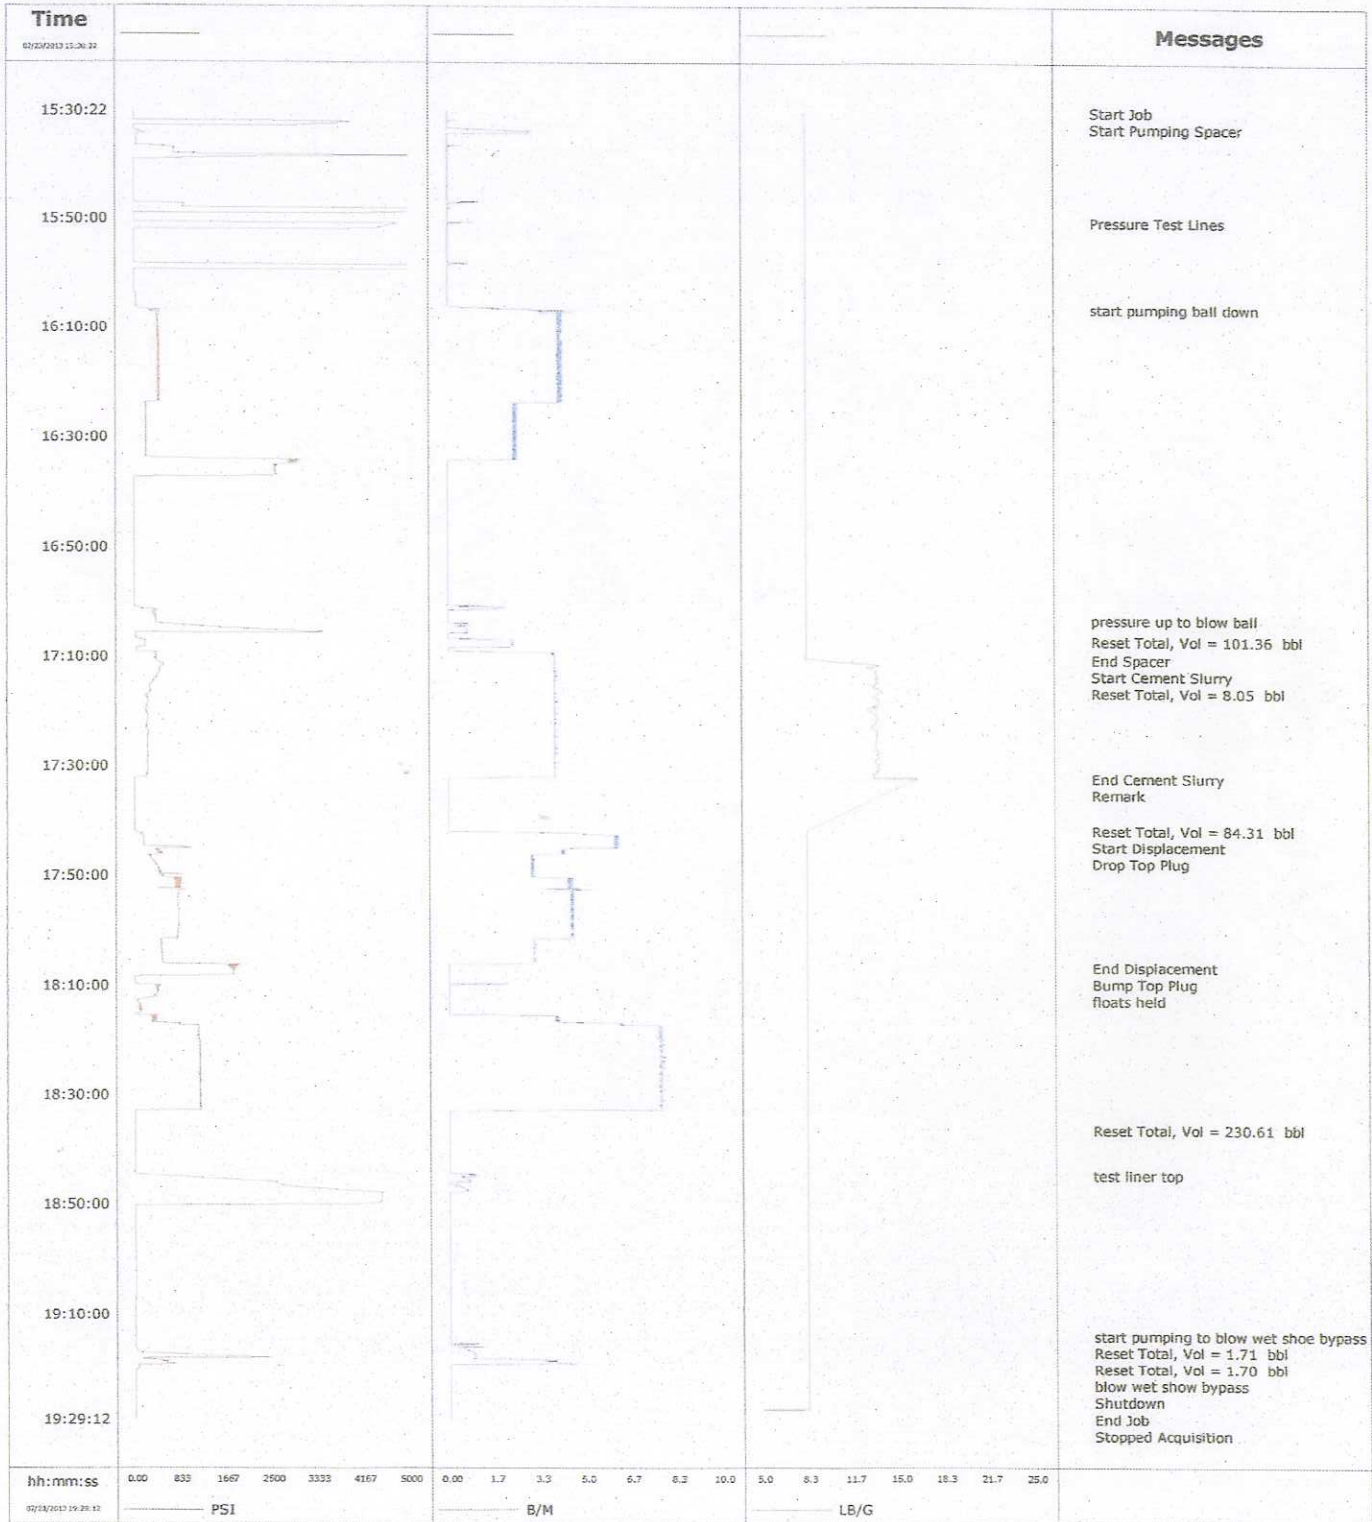 Time
Messages
15:30:22
Start Job
Start Pumping Spacer
15:50:00
Pressure Test Lines
start pumping ball down
16:10:00
16:30:00
16:50:00
pressure up to blow ball
Reset Total, Vol = 101.36 bbl
17:10:00
End Spacer
Start Cement Slurry
Reset Total, Vol = 8.05 bbl
17:30:00
End Cement Slurry
Remark
Reset Total, Vol = 84.31 bbl
Start Displacement
Drop Top Plug
17:50:00
End Displacement
18:10:00
Bump Top Plug
floats held
18:30:00
Reset Total, Vol = 230.61 bbl
test liner top
18:50:00
19:10:00
start pumping to blow wet shoe bypass
Reset Total, Vol = 1.71 bbl
Reset Total, Vol = 1.70 bbl
blow wet show bypass
Shutdown
19:29:12
End Job
Stopped Acquisition
hh:mm:ss 0.00 833 1667 2500 3333 4167 5000 0.00 1.7 3.3 5.0 6.7 8.3 10.0 5.0 8.3 11.7 15.0 18.3 21.7 25.0
PSI B/M LB/G